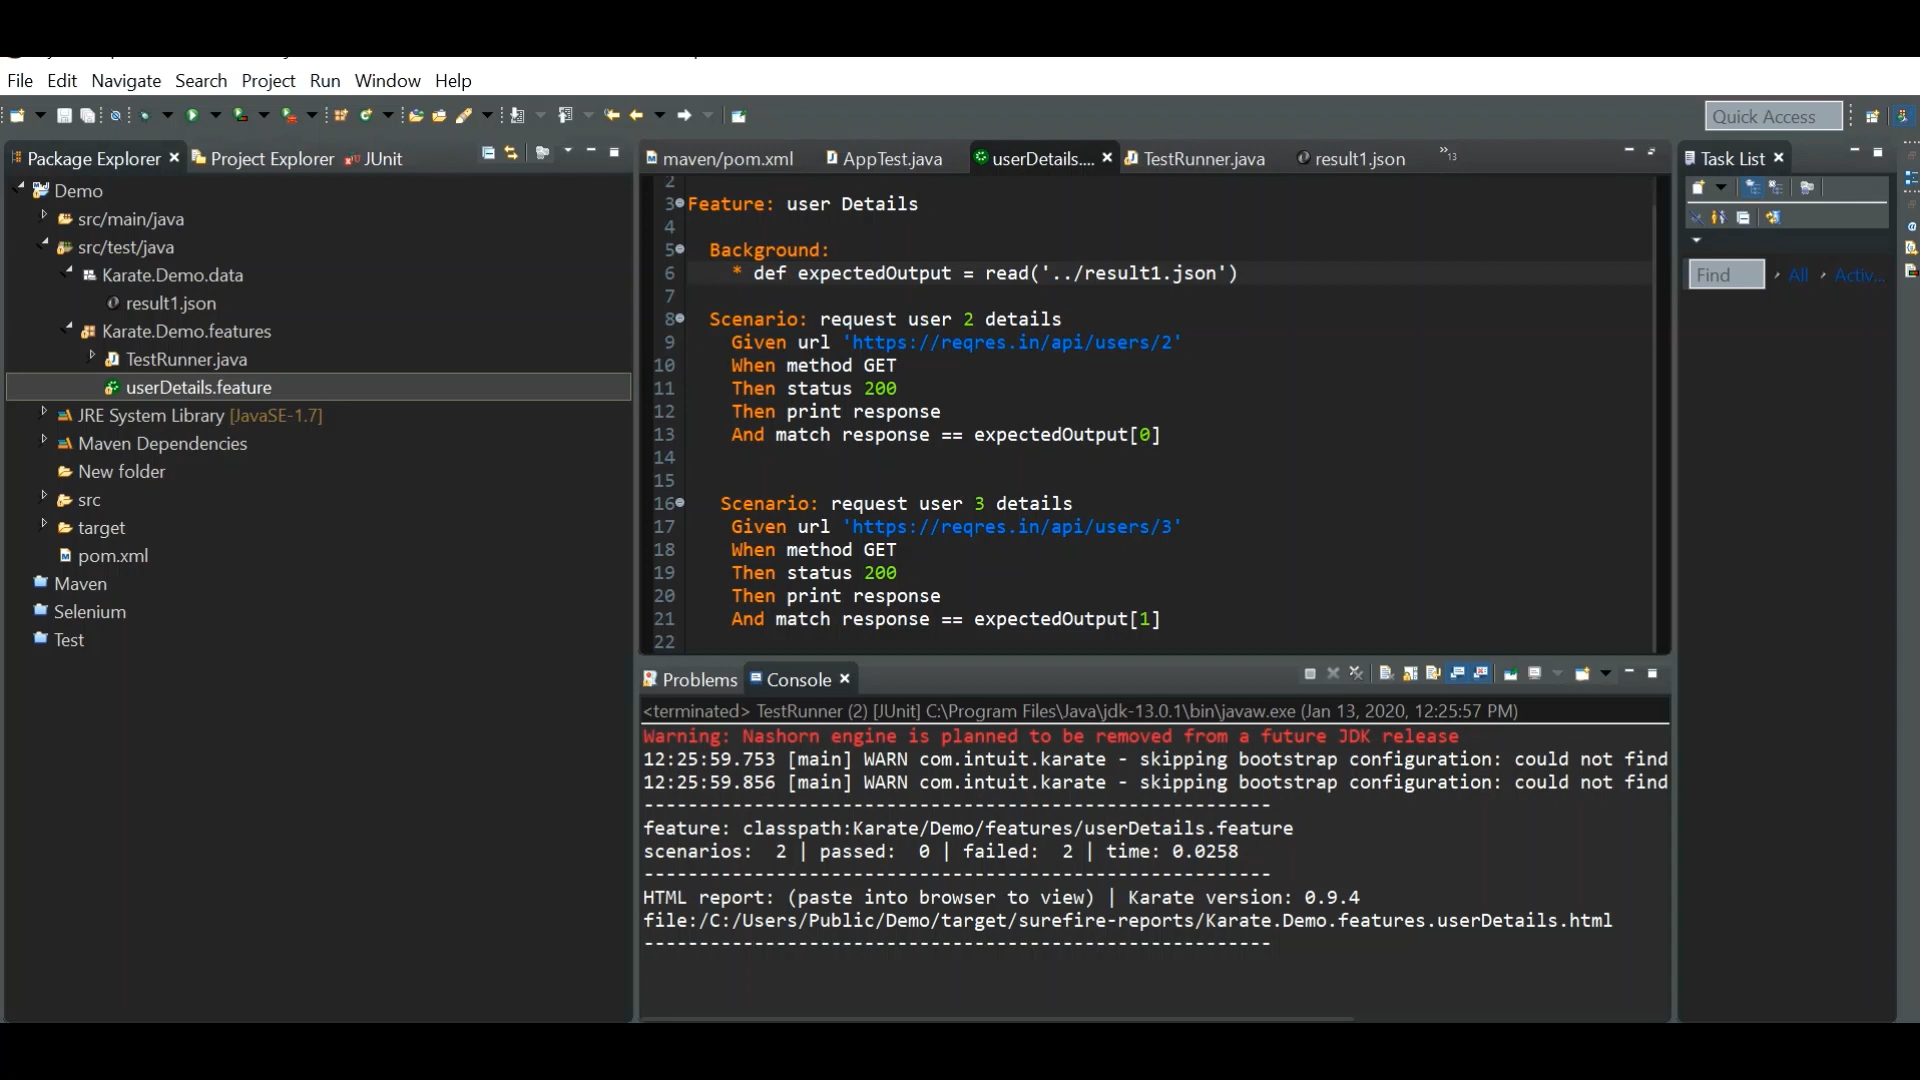 File Edit Navigate Search Project Run Window Help
Quick Access
Package Explorer
Project Explorer
JUnit
Demo
src/main/java
src/test/java
Karate.Demo.data
result1.json
Karate.Demo.features
TestRunner.java
userDetails.feature
JRE System Library [JavaSE-1.7]
Maven Dependencies
New folder
src
target
pom.xml
Maven
Selenium
Test
maven/pom.xml
AppTest.java
userDetails....
TestRunner.java
result1.json
»13
2
3 Feature: user Details
4
5 Background:
6 * def expectedOutput = read('../result1.json')
7
8 Scenario: request user 2 details
9 Given url 'https://reqres.in/api/users/2'
10 When method GET
11 Then status 200
12 Then print response
13 And match response == expectedOutput[0]
14
15
16 Scenario: request user 3 details
17 Given url 'https://reqres.in/api/users/3'
18 When method GET
19 Then status 200
20 Then print response
21 And match response == expectedOutput[1]
22
Problems
Console
<terminated> TestRunner (2) [JUnit] C:\Program Files\Java\jdk-13.0.1\bin\javaw.exe (Jan 13, 2020, 12:25:57 PM)
Warning: Nashorn engine is planned to be removed from a future JDK release
12:25:59.753 [main] WARN com.intuit.karate - skipping bootstrap configuration: could not find
12:25:59.856 [main] WARN com.intuit.karate - skipping bootstrap configuration: could not find
---------------------------------------------------------
feature: classpath:Karate/Demo/features/userDetails.feature
scenarios: 2 | passed: 0 | failed: 2 | time: 0.0258
---------------------------------------------------------
HTML report: (paste into browser to view) | Karate version: 0.9.4
file:/C:/Users/Public/Demo/target/surefire-reports/Karate.Demo.features.userDetails.html
---------------------------------------------------------
Task List
Find
All
Activ...